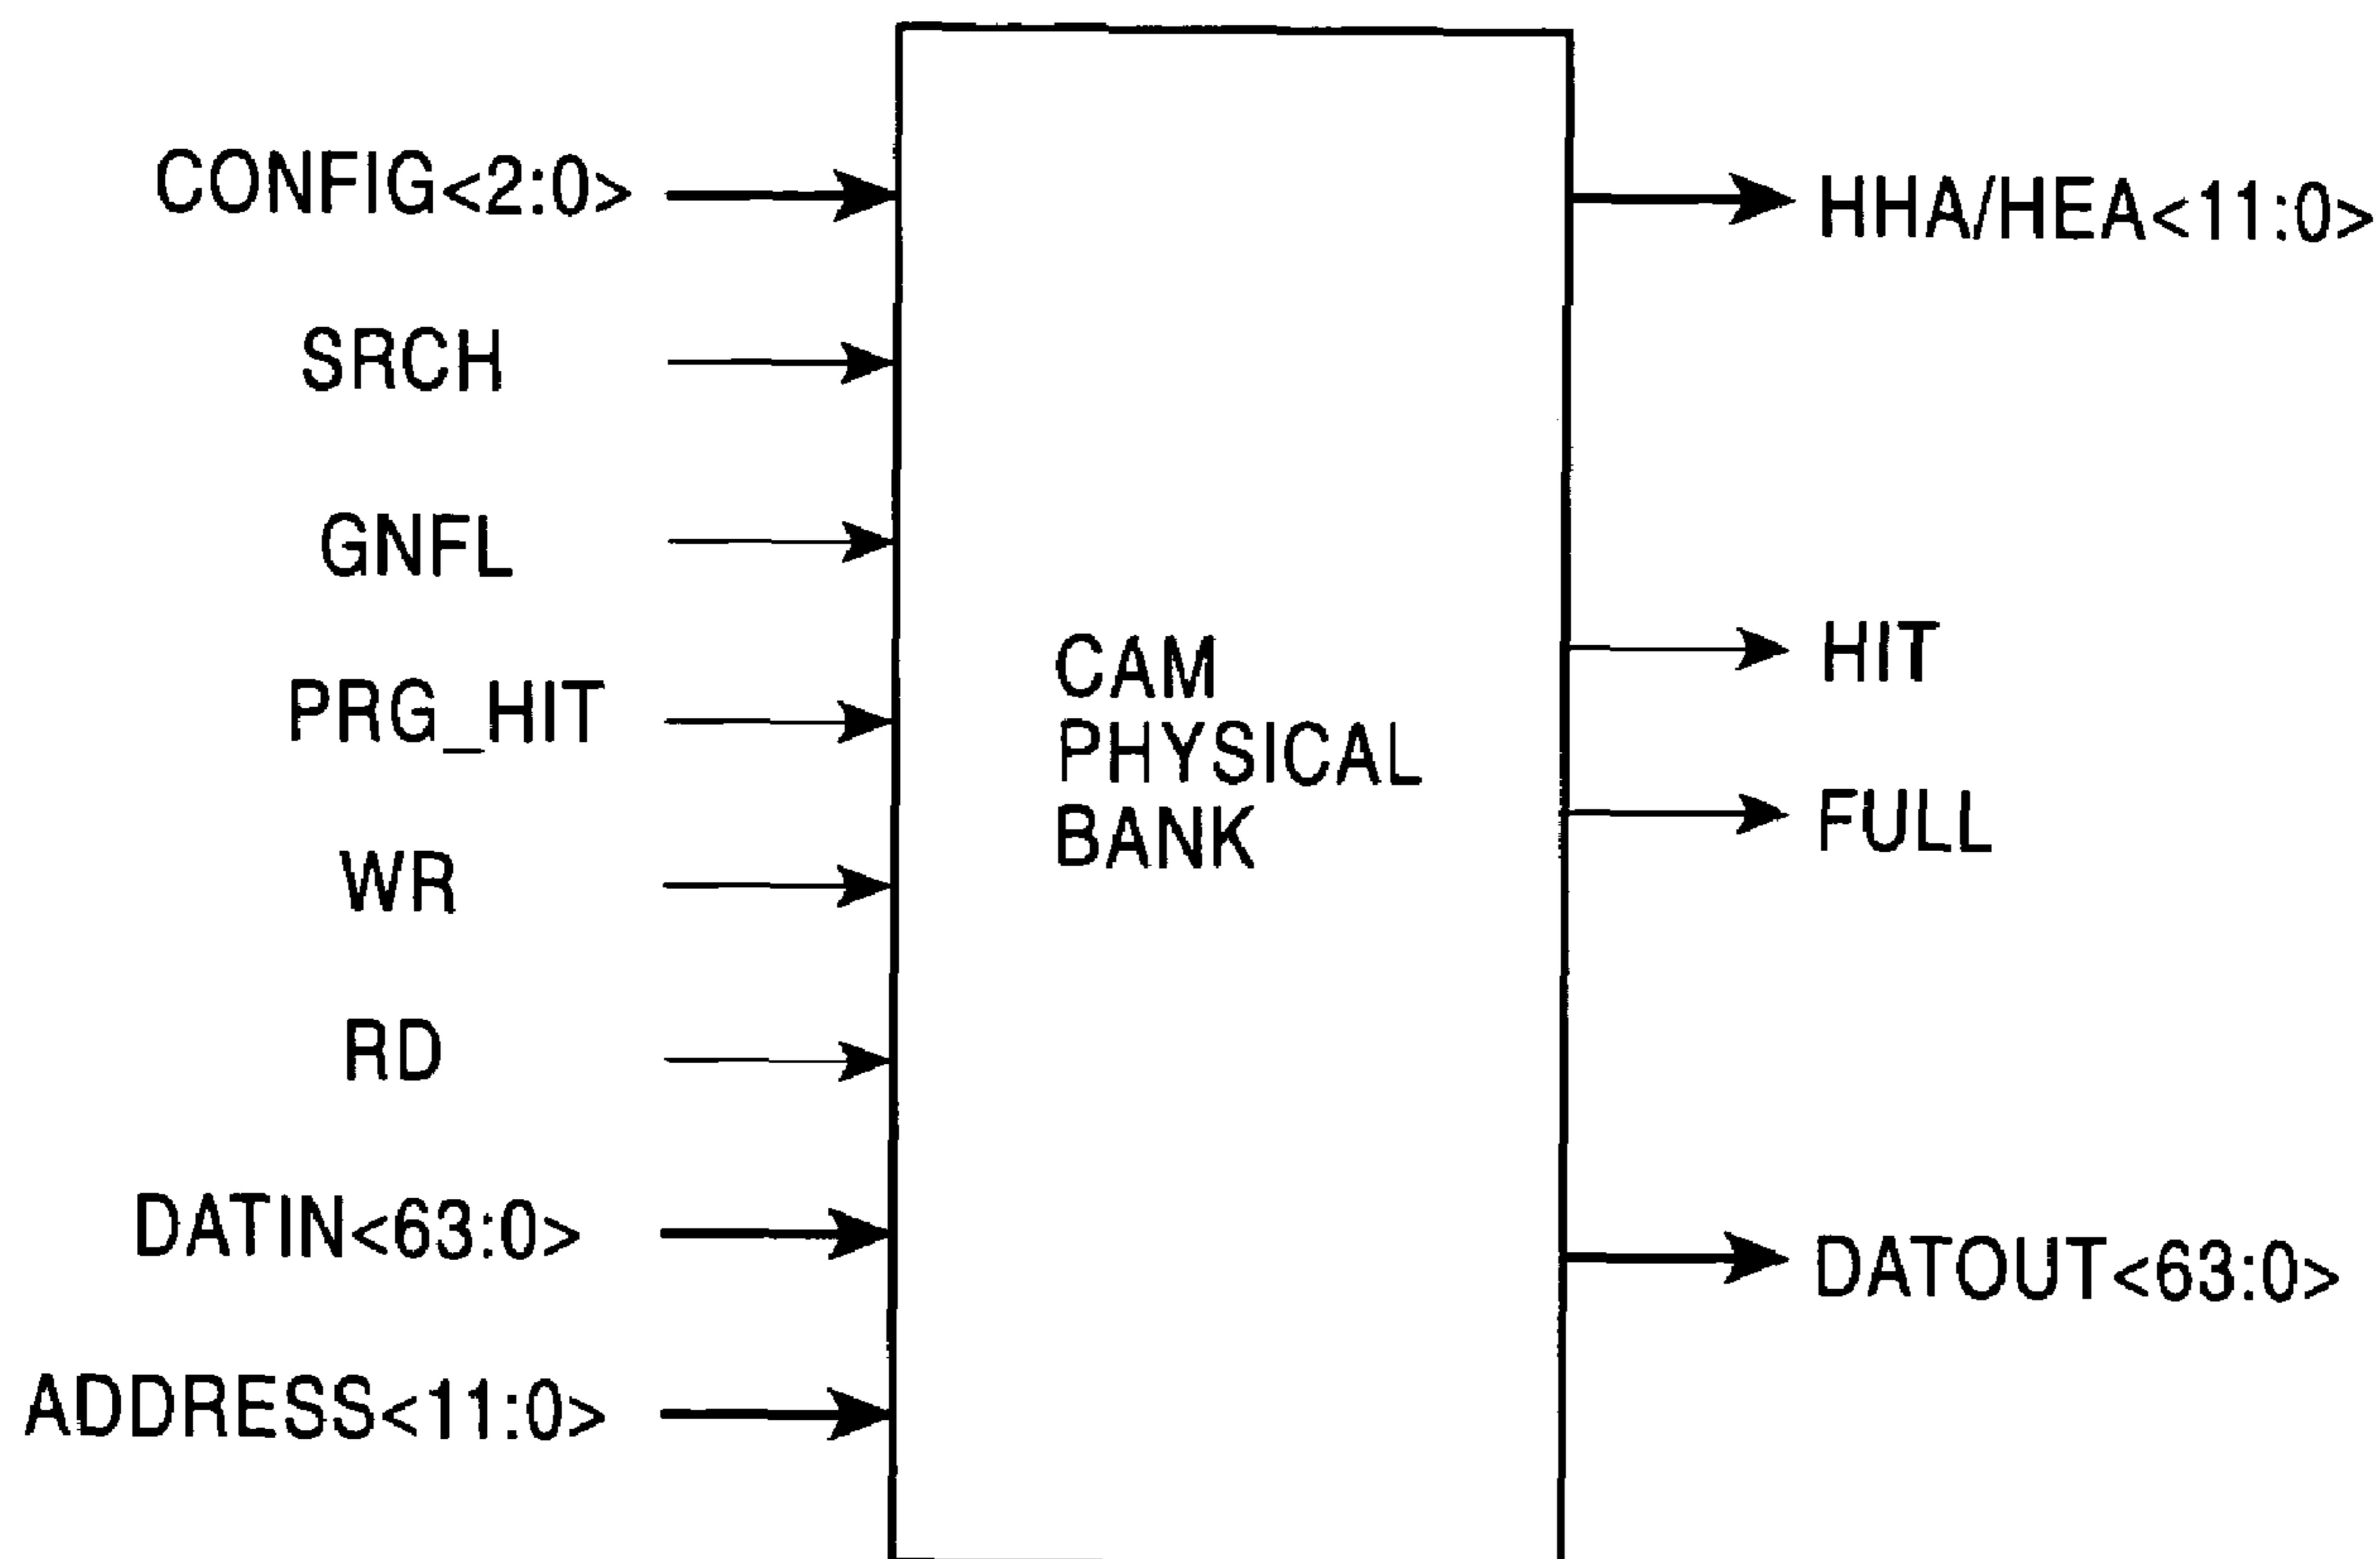 CONFIG<2:0>
SRCH
GNFL
PRG_HIT
WR
RD
DATIN<63:0>
ADDRESS<11:0>
CAM
PHYSICAL
BANK
HHA/HEA<11:0>
HIT
FULL
DATOUT<63:0>